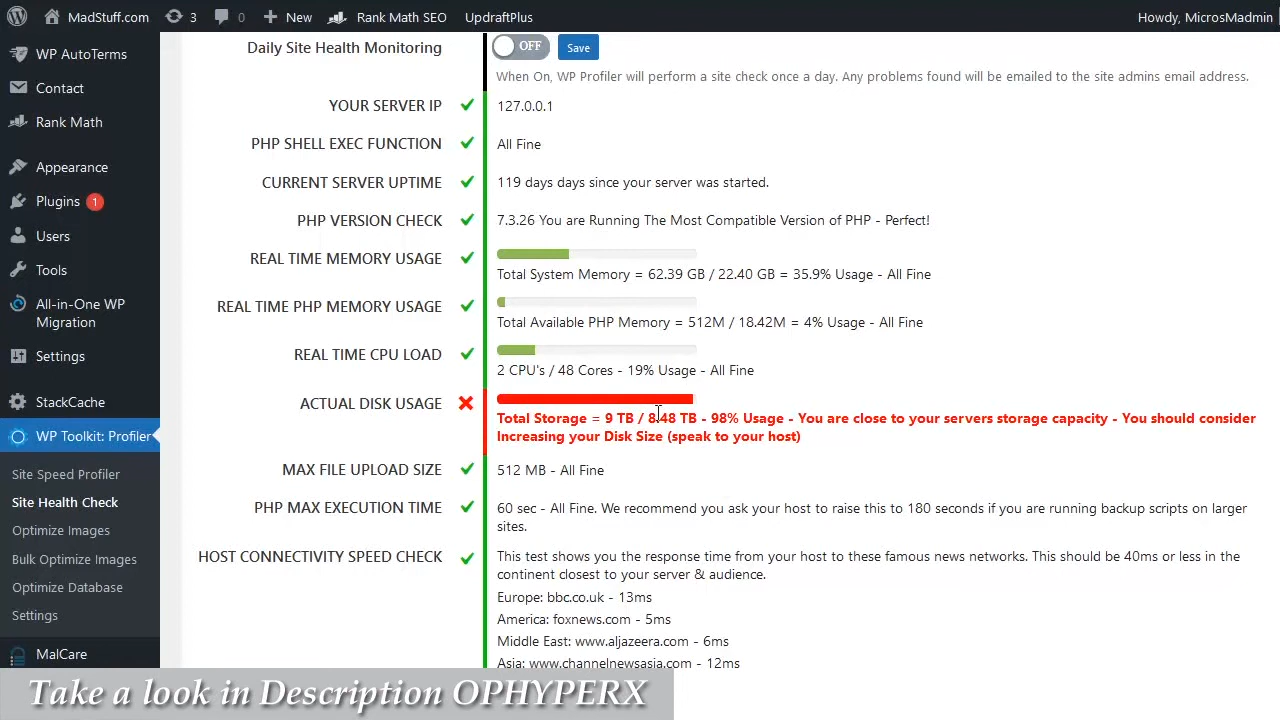 MadStuff.com 3 0 New Rank Math SEO UpdraftPlus Howdy, MicrosMadmin
WP AutoTerms
Contact
Rank Math
Appearance
Plugins 1
Users
Tools
All-in-One WP
Migration
Settings
StackCache
WP Toolkit: Profiler
Site Speed Profiler
Site Health Check
Optimize Images
Bulk Optimize Images
Optimize Database
Settings
MalCare
Daily Site Health Monitoring OFF Save
When On, WP Profiler will perform a site check once a day. Any problems found will be emailed to the site admins email address.
YOUR SERVER IP 127.0.0.1
PHP SHELL EXEC FUNCTION All Fine
CURRENT SERVER UPTIME 119 days days since your server was started.
PHP VERSION CHECK 7.3.26 You are Running The Most Compatible Version of PHP - Perfect!
REAL TIME MEMORY USAGE
Total System Memory = 62.39 GB / 22.40 GB = 35.9% Usage - All Fine
REAL TIME PHP MEMORY USAGE
Total Available PHP Memory = 512M / 18.42M = 4% Usage - All Fine
REAL TIME CPU LOAD
2 CPU's / 48 Cores - 19% Usage - All Fine
ACTUAL DISK USAGE
Total Storage = 9 TB / 8.48 TB - 98% Usage - You are close to your servers storage capacity - You should consider
Increasing your Disk Size (speak to your host)
MAX FILE UPLOAD SIZE 512 MB - All Fine
PHP MAX EXECUTION TIME 60 sec - All Fine. We recommend you ask your host to raise this to 180 seconds if you are running backup scripts on larger
sites.
HOST CONNECTIVITY SPEED CHECK This test shows you the response time from your host to these famous news networks. This should be 40ms or less in the
continent closest to your server & audience.
Europe: bbc.co.uk - 13ms
America: foxnews.com - 5ms
Middle East: www.aljazeera.com - 6ms
Asia: www.channelnewsasia.com - 12ms
Take a look in Description OPHYPERX